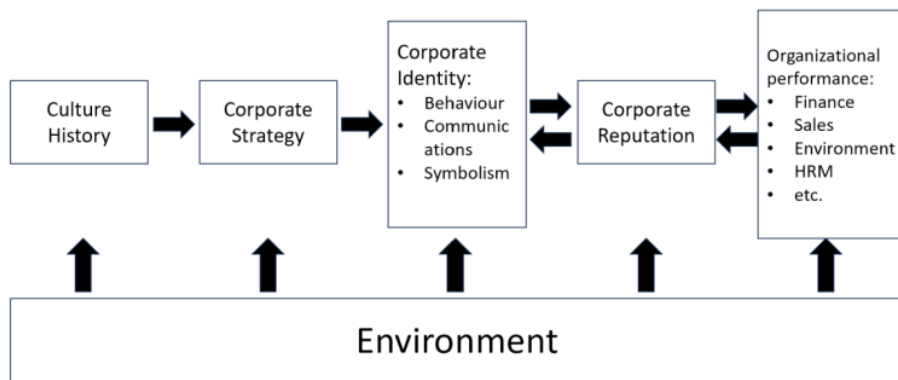 Culture
History
Corporate
Strategy
Corporate
Identity:
• Behaviour
• Communic
ations
• Symbolism
Corporate
Reputation
Organizational
performance:
• Finance
• Sales
• Environment
• HRM
• etc.
Environment